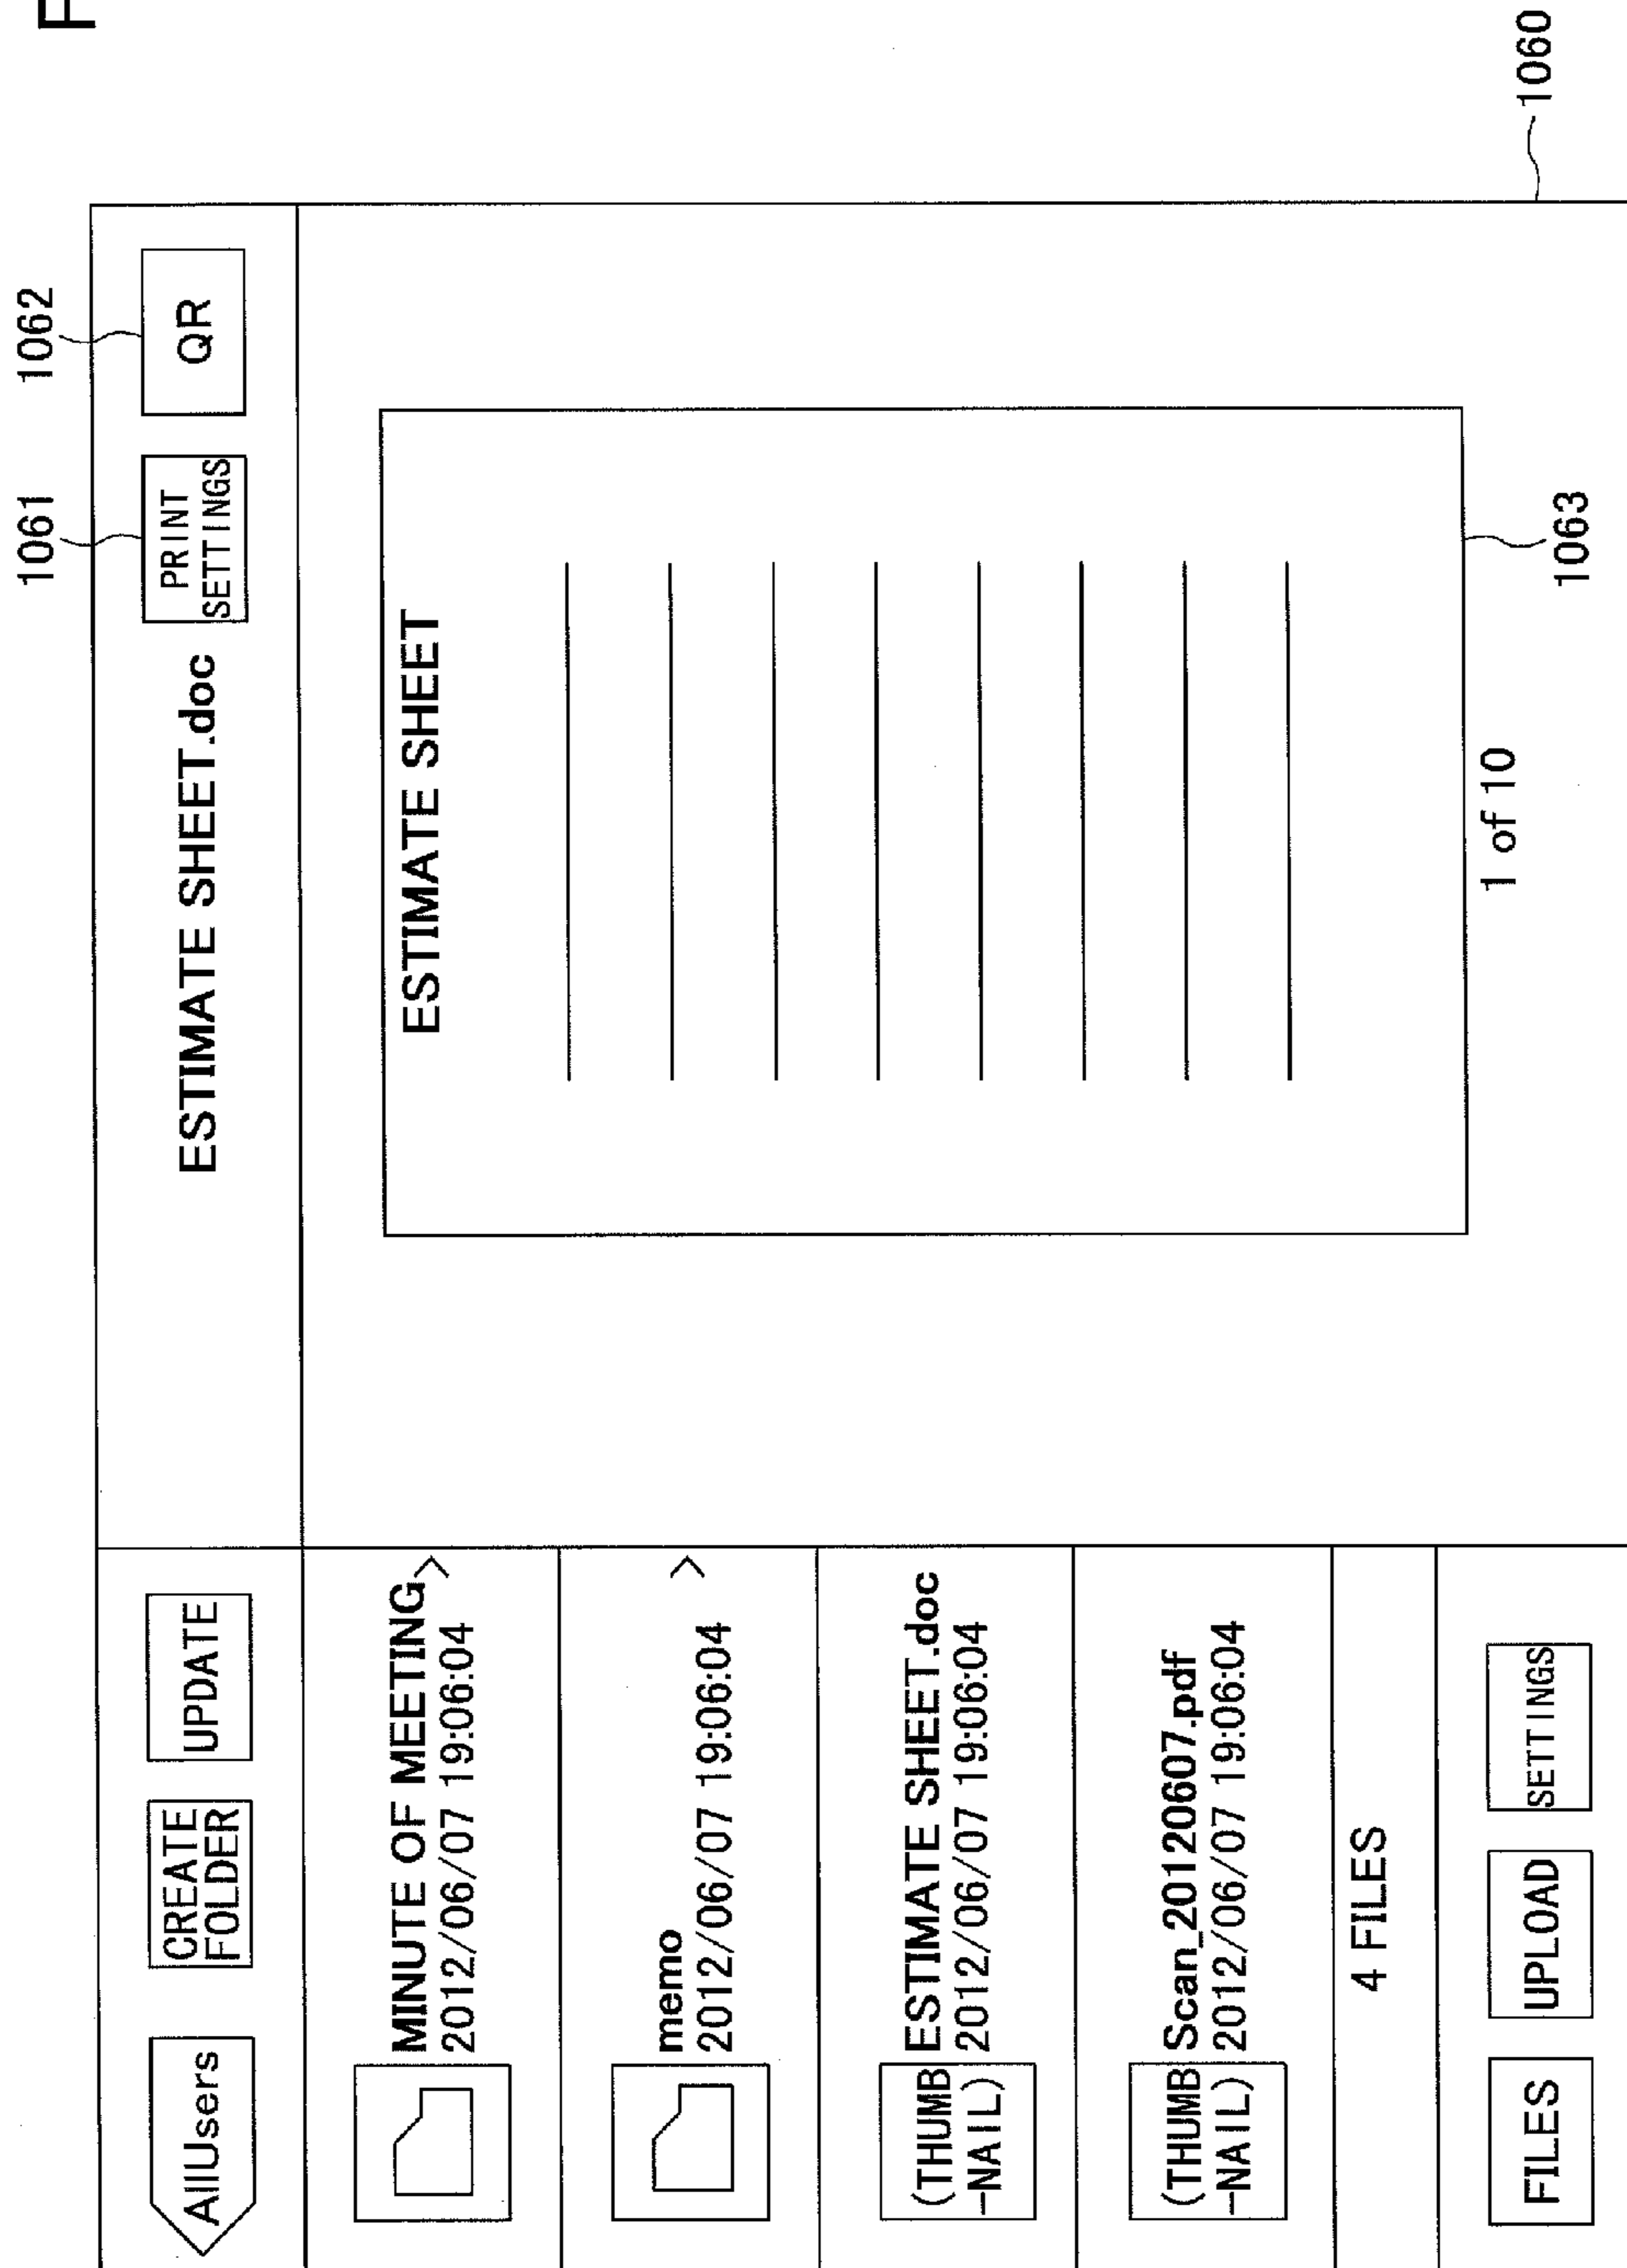 1061
1062
AllUsers
CREATE
FOLDER
UPDATE
ESTIMATE SHEET.doc
PRINT
SETTINGS
QR
MINUTE OF MEETING >
2012/06/07 19:06:04
memo >
2012/06/07 19:06:04
(THUMB
-NAIL)
ESTIMATE SHEET.doc
2012/06/07 19:06:04
(THUMB
-NAIL)
Scan_20120607.pdf
2012/06/07 19:06:04
4 FILES
FILES
UPLOAD
SETTINGS
ESTIMATE SHEET
1 of 10
1063
1060